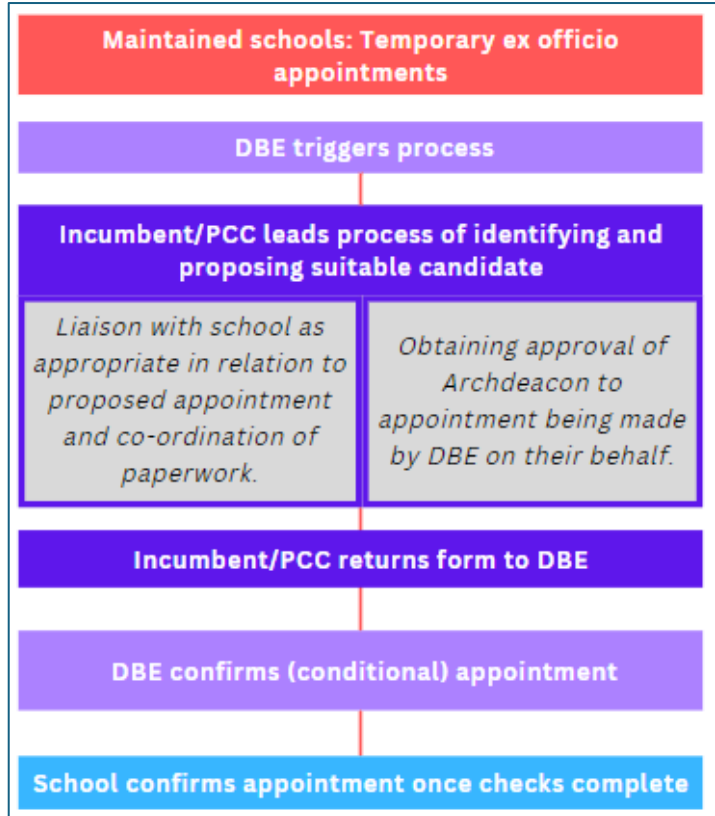 Maintained schools: Temporary ex officio
appointments
DBE triggers process
Incumbent/PCC leads process of identifying and
proposing suitable candidate
Liaison with school as
appropriate in relation to
proposed appointment
and co-ordination of
paperwork.
Obtaining approval of
Archdeacon to
appointment being made
by DBE on their behalf.
Incumbent/PCC returns form to DBE
DBE confirms (conditional) appointment
School confirms appointment once checks complete